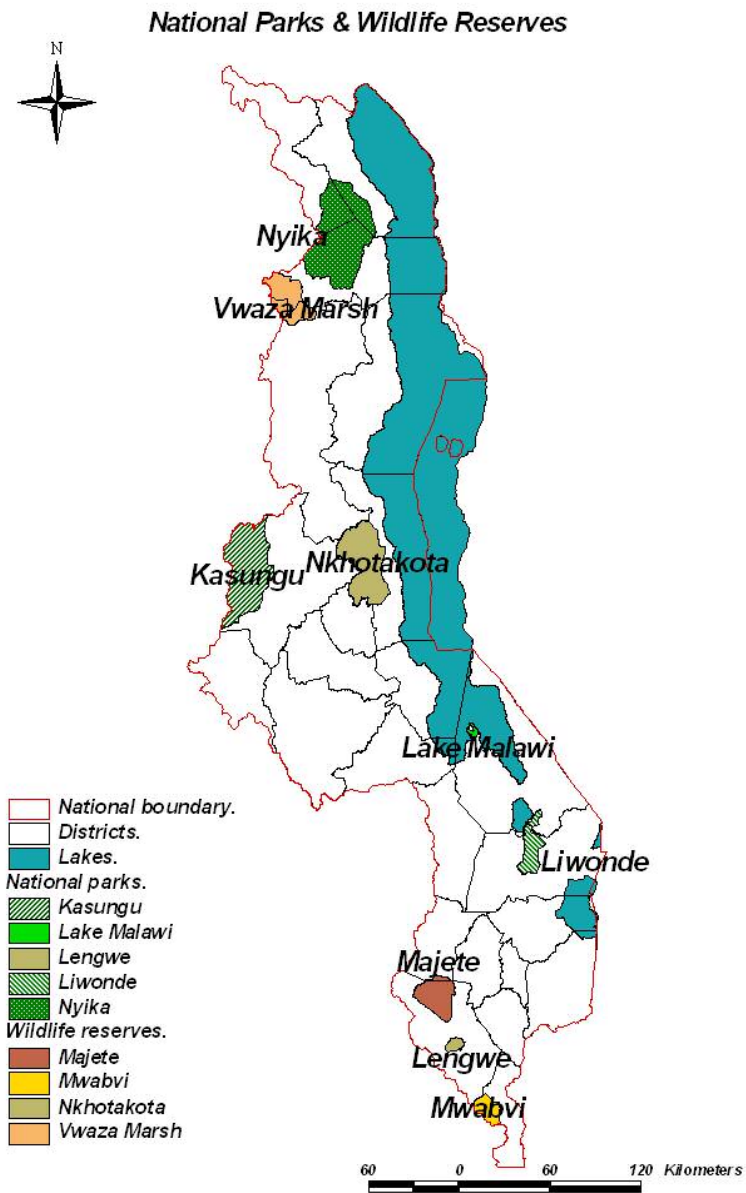 National Parks & Wildlife Reserves
N
Nyika
Vwaza Marsh
Kasungu
Nkhotakota
Lake Malawi
Liwonde
Majete
Lengwe
Mwabvi
National boundary.
Districts.
Lakes.
National parks.
Kasungu
Lake Malawi
Lengwe
Liwonde
Nyika
Wildlife reserves.
Majete
Mwabvi
Nkhotakota
Vwaza Marsh
60 0 60 120 Kilometers